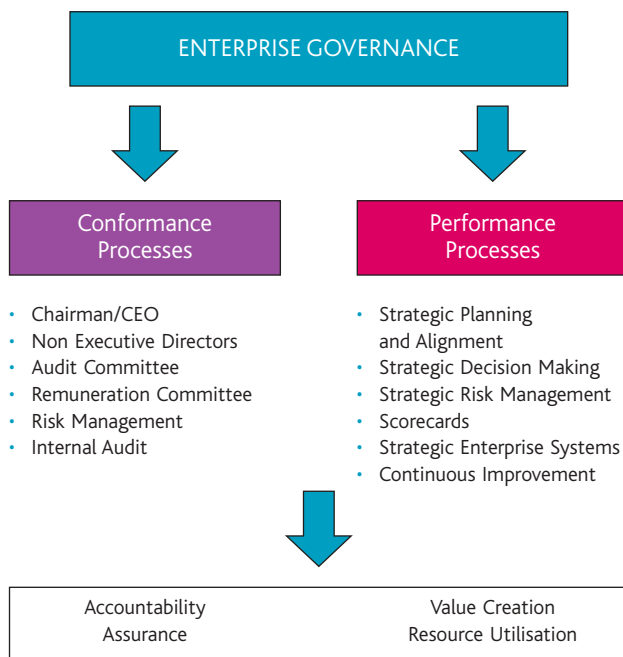 ENTERPRISE GOVERNANCE
Conformance
Processes
• Chairman/CEO
• Non Executive Directors
• Audit Committee
• Remuneration Committee
• Risk Management
• Internal Audit
Performance
Processes
• Strategic Planning
and Alignment
• Strategic Decision Making
• Strategic Risk Management
• Scorecards
• Strategic Enterprise Systems
• Continuous Improvement
Accountability
Assurance
Value Creation
Resource Utilisation